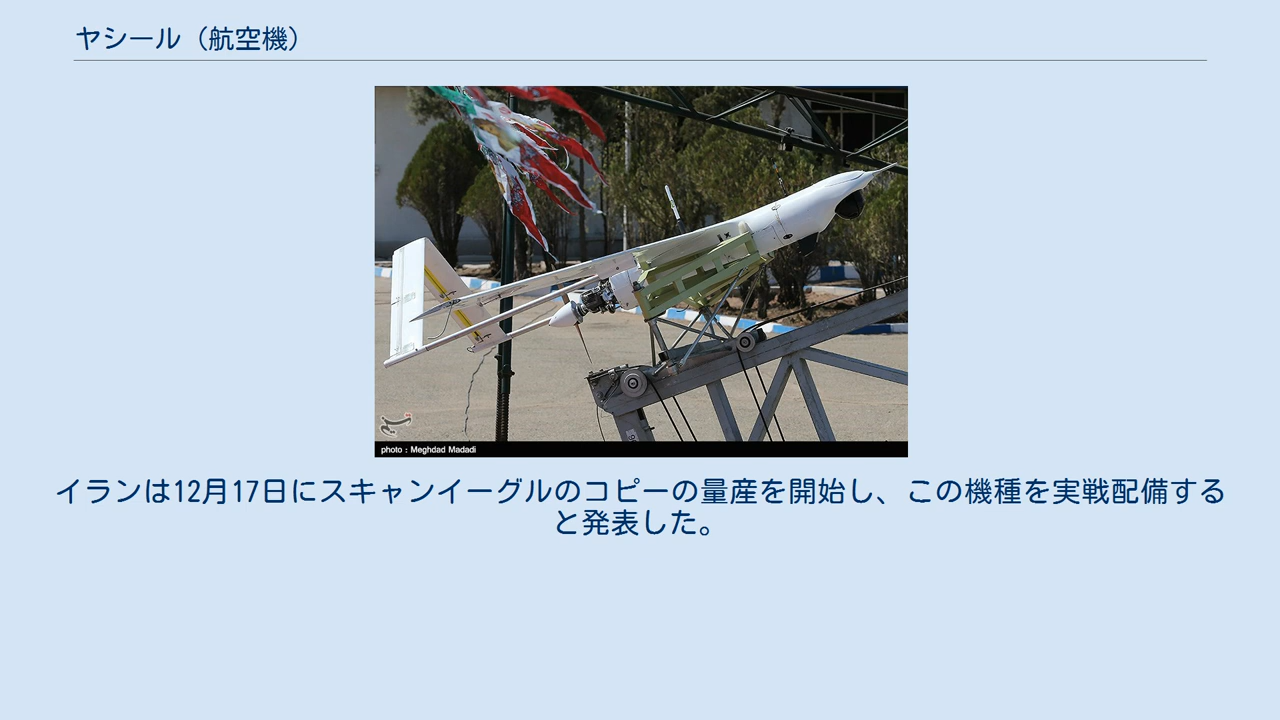 ヤシール（航空機）
photo : Meghdad Madadi
イランは12月17日にスキャンイーグルのコピーの量産を開始し、この機種を実戦配備する
と発表した。